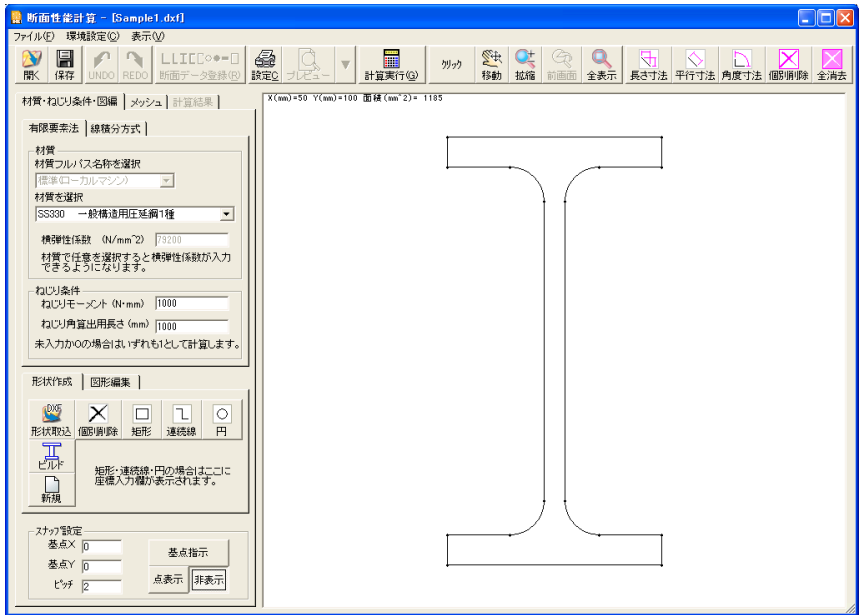 断面性能計算 - [Sample1.dxf]
ファイル(F) 環境設定(C) 表示(V)
開く 保存 UNDO REDO 断面データ登録(R) 設定C プレビュー 計算実行(G) クリック 移動 拡縮 前画面 全表示 長さ寸法 平行寸法 角度寸法 個別削除 全消去
材質・ねじり条件・図編 メッシュ 計算結果
X(mm)=50 Y(mm)=100 面積(mm^2)= 1185
有限要素法 線積分方式
材質
材質フルパス名称を選択
標準(ローカルマシン)
材質を選択
SS330 一般構造用圧延鋼1種
横弾性係数 (N/mm^2) 79200
材質で任意を選択すると横弾性係数が入力
できるようになります。
ねじり条件
ねじりモーメント (N・mm) 1000
ねじり角算出用長さ (mm) 1000
未入力か0の場合はいずれも1として計算します。
形状作成 図形編集
DXF
形状取込 個別削除 矩形 連続線 円
ビルド
新規
矩形・連続線・円の場合はここに
座標入力欄が表示されます。
スナップ設定
基点X 0
基点Y 0
ピッチ 2
基点指示
点表示 非表示